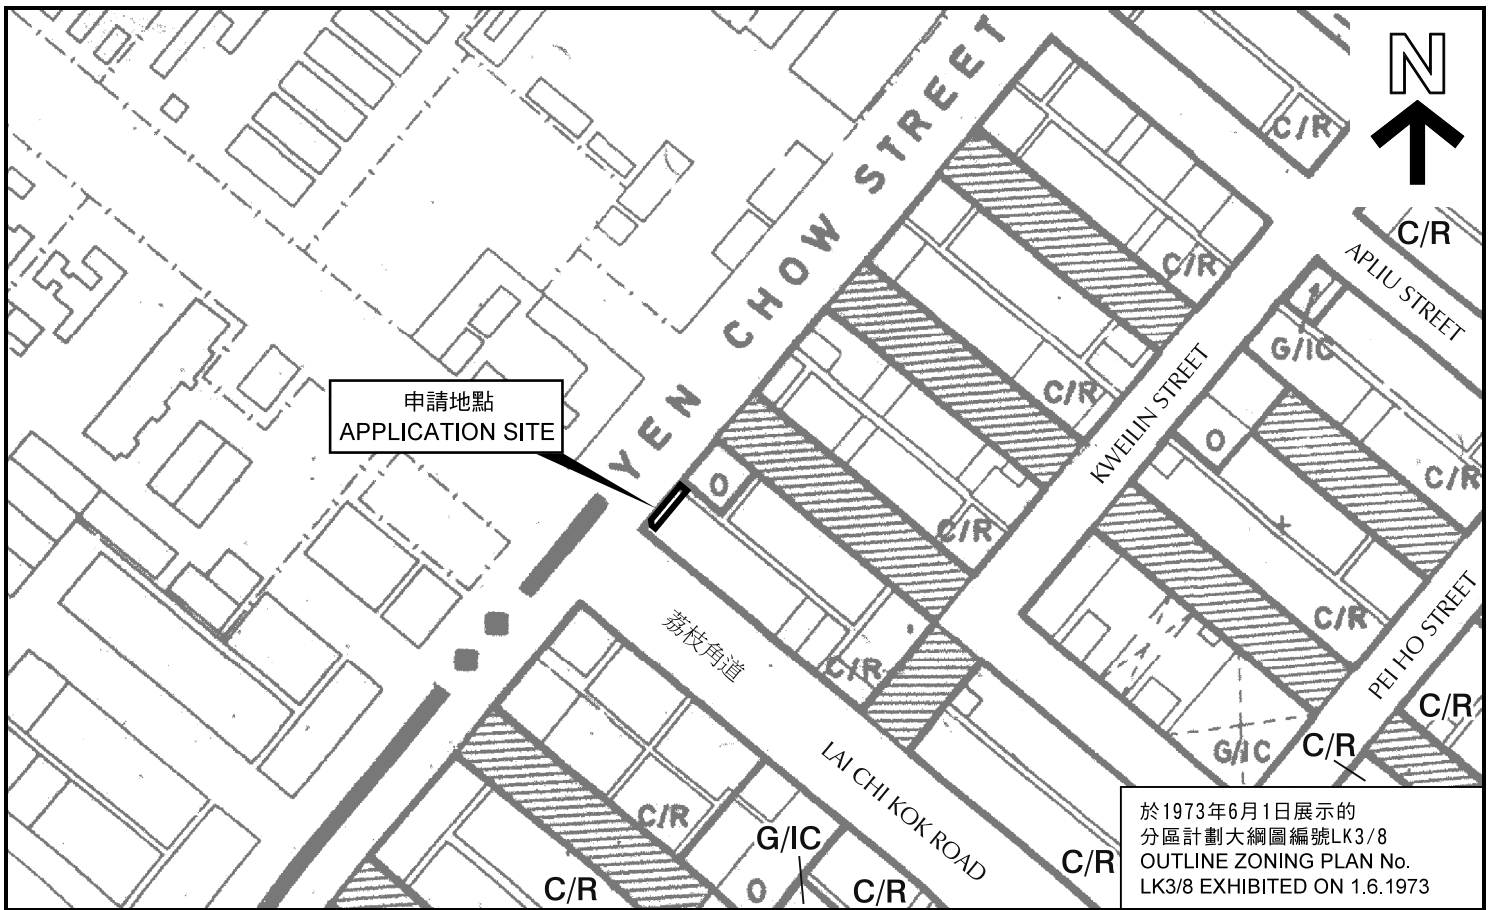 N
YEN CHOW STREET
C/R
C/R
APLIU STREET
C/R
G/IC
C/R
KWEILIN STREET
申請地點
APPLICATION SITE
O
O
C/R
C/R
C/R
荔枝角道
C/R
PEI HO STREET
C/R
G/IC
C/R
LAI CHI KOK ROAD
C/R
G/IC
C/R
O
C/R
C/R
於1973年6月1日展示的
分區計劃大綱圖編號LK3/8
OUTLINE ZONING PLAN No.
LK3/8 EXHIBITED ON 1.6.1973